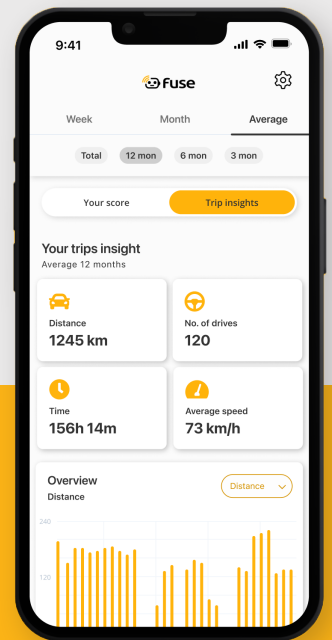 9:41
fuse
Week Month Average
Total 12 mon 6 mon 3 mon
Your score Trip insights
Your trips insight
Average 12 months
Distance
1245 km
No. of drives
120
Time
156h 14m
Average speed
73 km/h
Overview
Distance
Distance
240
120